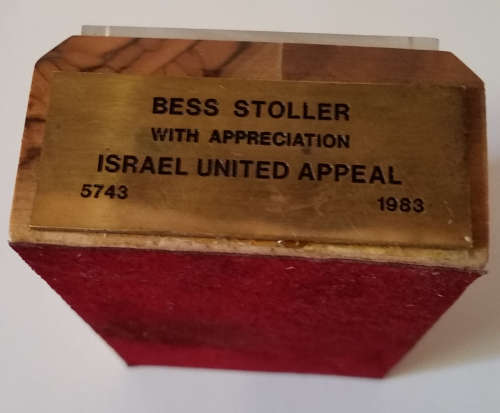 BESS STOLLER
WITH APPRECIATION
ISRAEL UNITED APPEAL
5743 1983